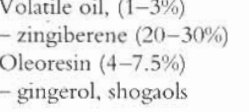 Volatile oil, (1–3%)
– zingiberene (20–30%)
Oleoresin (4–7.5%)
– gingerol, shogaols